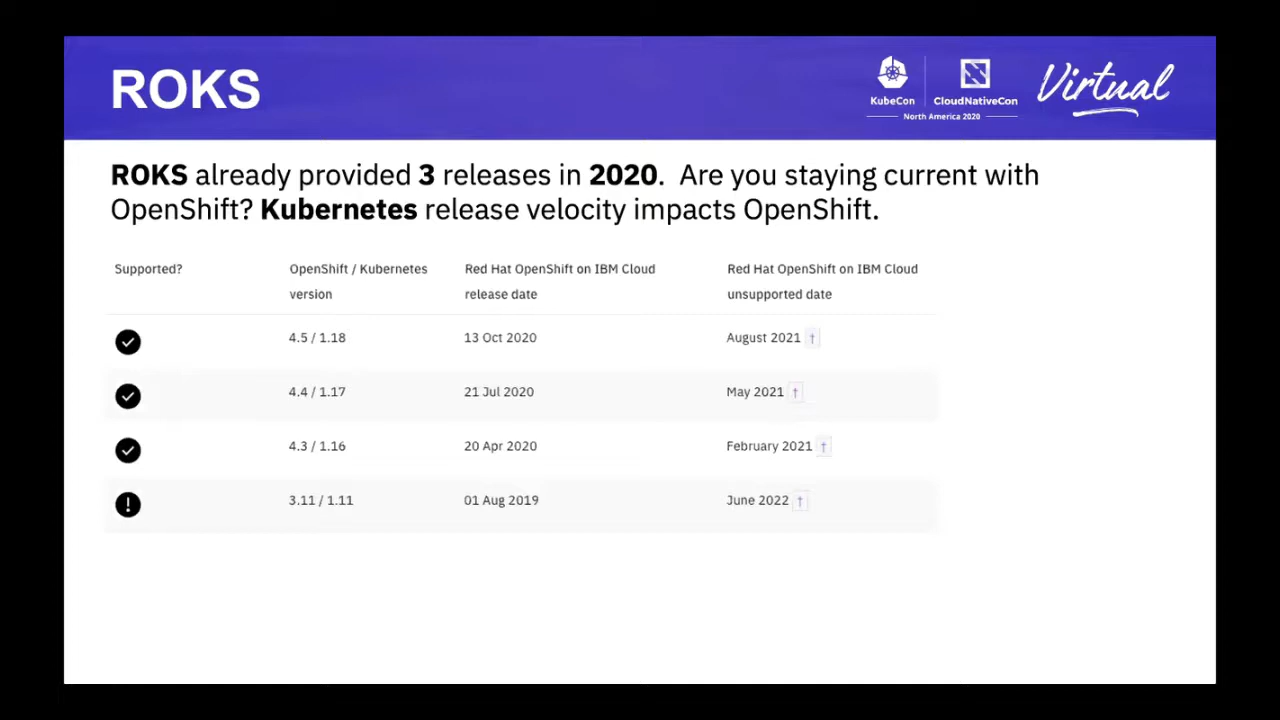 ROKS
KubeCon
CloudNativeCon
North America 2020
Virtual
ROKS already provided 3 releases in 2020.  Are you staying current with
OpenShift? Kubernetes release velocity impacts OpenShift.
Supported?
OpenShift / Kubernetes
version
Red Hat OpenShift on IBM Cloud
release date
Red Hat OpenShift on IBM Cloud
unsupported date
4.5 / 1.18 13 Oct 2020 August 2021 †
4.4 / 1.17 21 Jul 2020 May 2021 †
4.3 / 1.16 20 Apr 2020 February 2021 †
3.11 / 1.11 01 Aug 2019 June 2022 †